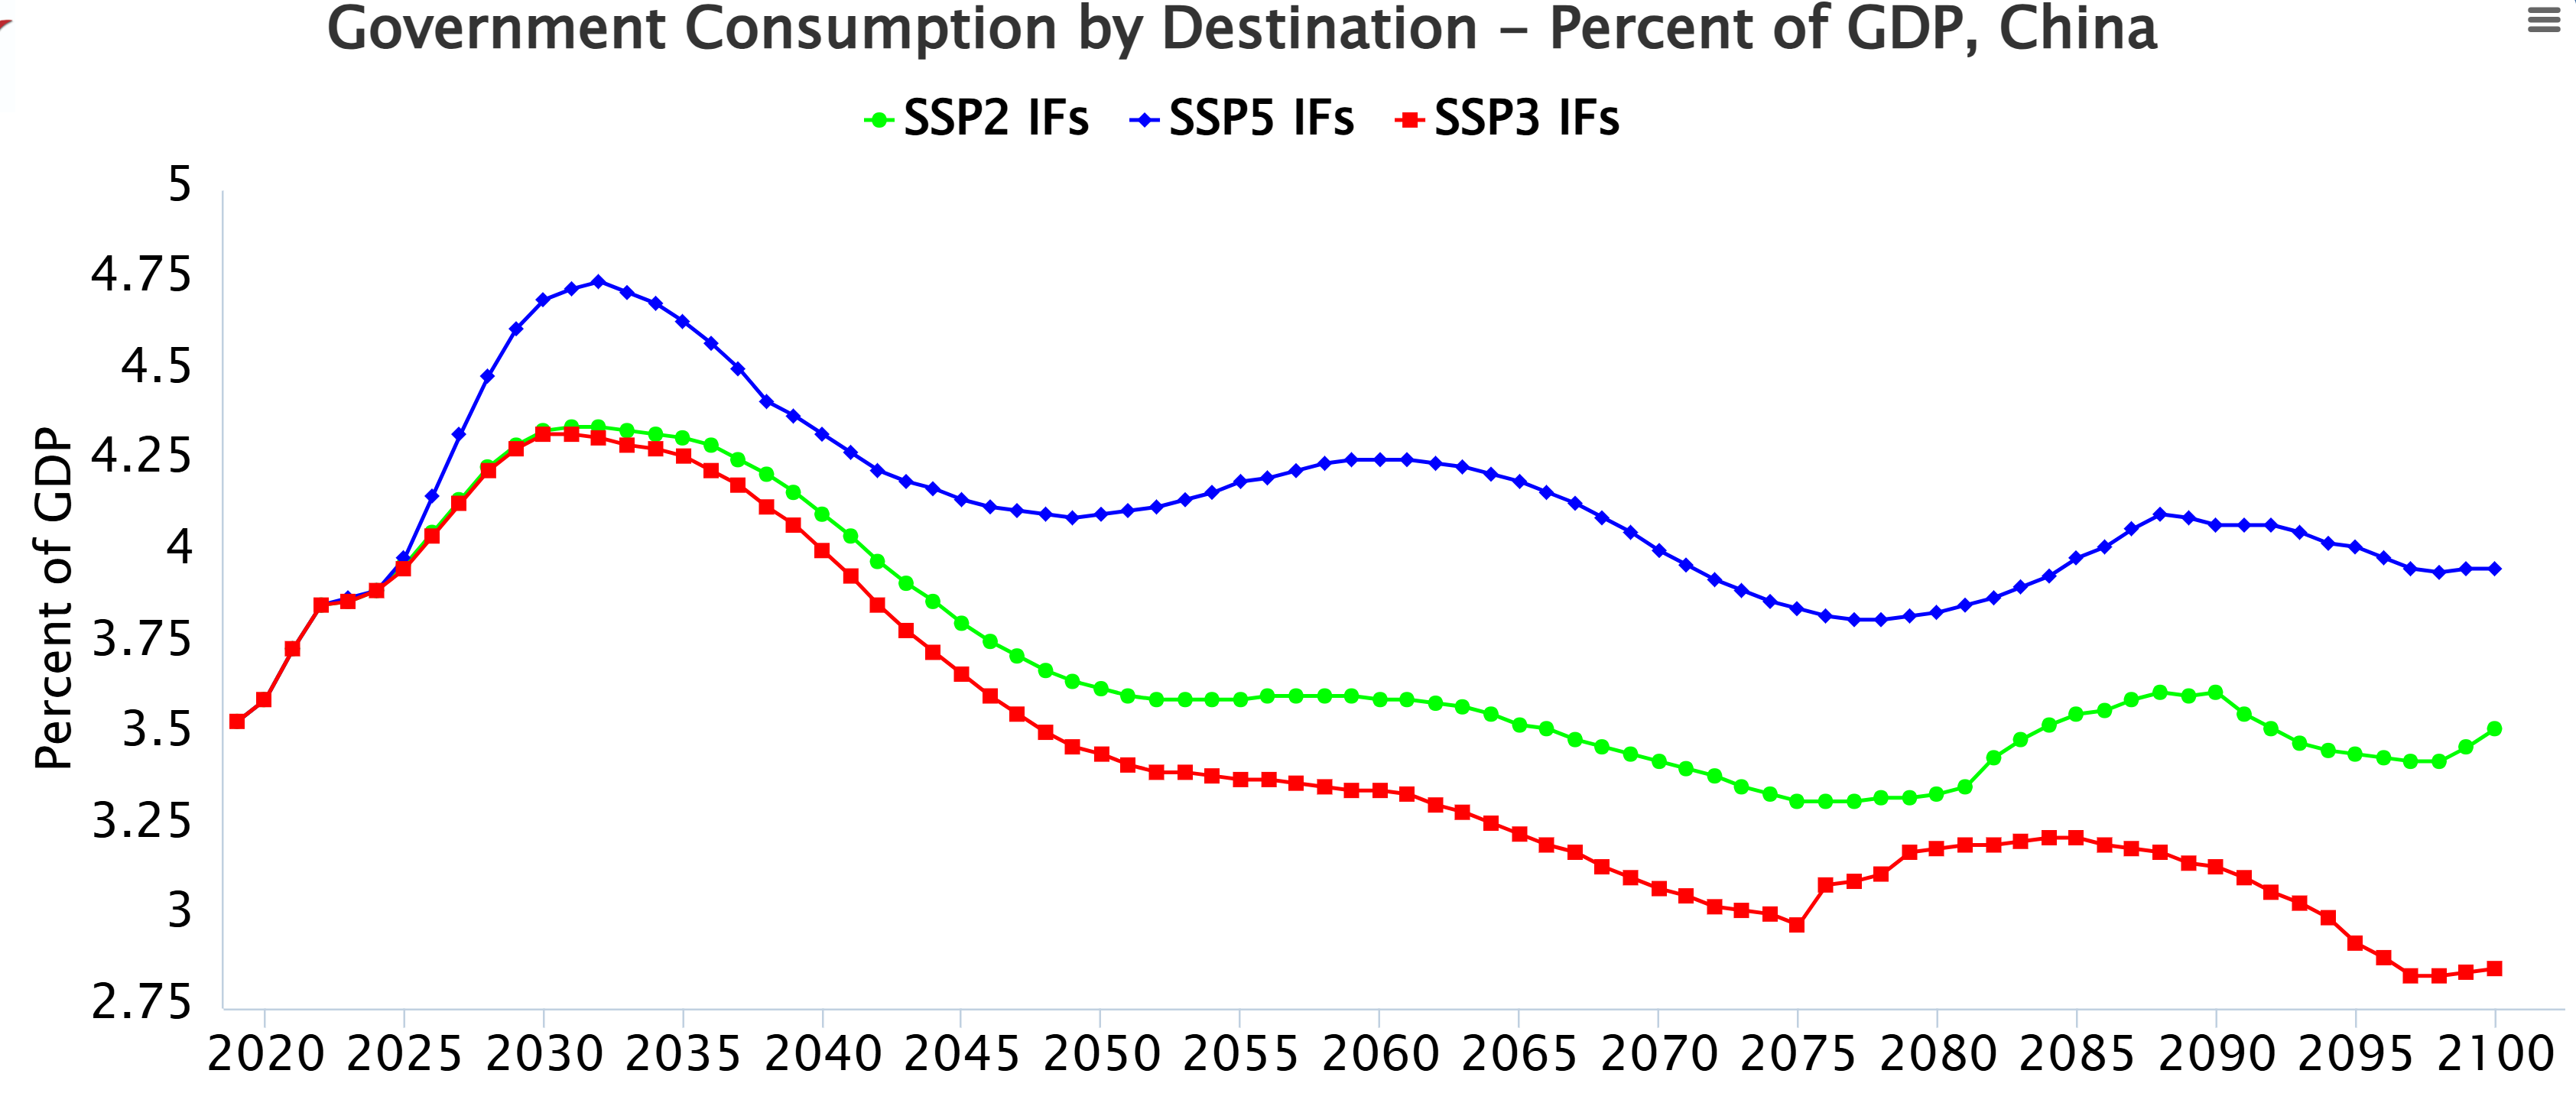 Government Consumption by Destination – Percent of GDP, China
SSP2 IFs SSP5 IFs SSP3 IFs
Percent of GDP
5
4.75
4.5
4.25
4
3.75
3.5
3.25
3
2.75
2020 2025 2030 2035 2040 2045 2050 2055 2060 2065 2070 2075 2080 2085 2090 2095 2100